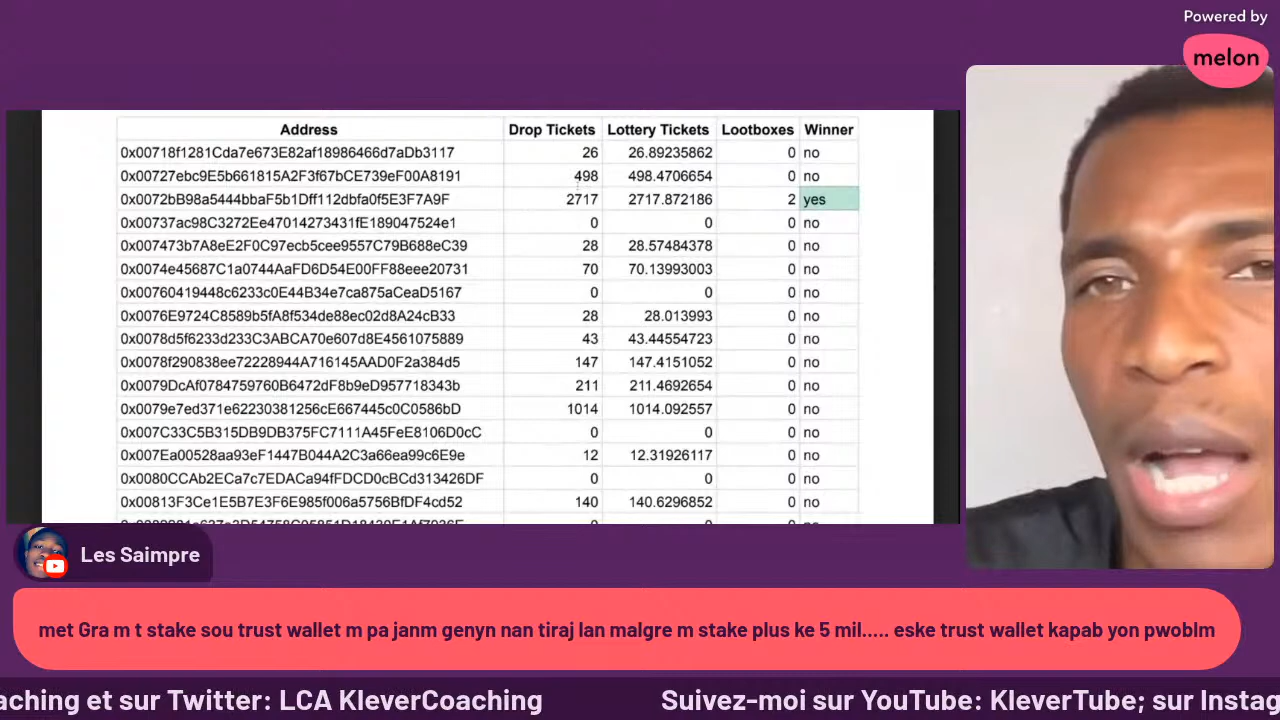 Powered by
melon
Address Drop Tickets Lottery Tickets Lootboxes Winner
0x00718f1281Cda7e673E82af18986466d7aDb3117 26 26.89235862 0 no
0x00727ebc9E5b661815A2F3f67bCE739eF00A8191 498 498.4706654 0 no
0x0072bB98a5444bbaF5b1Dff112dbfa0f5E3F7A9F 2717 2717.872186 2 yes
0x00737ac98C3272Ee47014273431fE189047524e1 0 0 0 no
0x007473b7A8eE2F0C97ecb5cee9557C79B688eC39 28 28.57484378 0 no
0x0074e45687C1a0744AaFD6D54E00FF88eee20731 70 70.13993003 0 no
0x00760419448c6233c0E44B34e7ca875aCeaD5167 0 0 0 no
0x0076E9724C8589b5fA8f534de88ec02d8A24cB33 28 28.013993 0 no
0x0078d5f6233d233C3ABCA70e607d8E4561075889 43 43.44554723 0 no
0x0078f290838ee72228944A716145AAD0F2a384d5 147 147.4151052 0 no
0x0079DcAf0784759760B6472dF8b9eD957718343b 211 211.4692654 0 no
0x0079e7ed371e62230381256cE667445c0C0586bD 1014 1014.092557 0 no
0x007C33C5B315DB9DB375FC7111A45FeE8106D0cC 0 0 0 no
0x007Ea00528aa93eF1447B044A2C3a66ea99c6E9e 12 12.31926117 0 no
0x0080CCAb2ECa7c7EDACa94fFDCD0cBCd313426DF 0 0 0 no
0x00813F3Ce1E5B7E3F6E985f006a5756BfDF4cd52 140 140.6296852 0 no
Les Saimpre
met Gra m t stake sou trust wallet m pa janm genyn nan tiraj lan malgre m stake plus ke 5 mil..... eske trust wallet kapab yon pwoblm
aching et sur Twitter: LCA KleverCoaching Suivez-moi sur YouTube: KleverTube; sur Instag